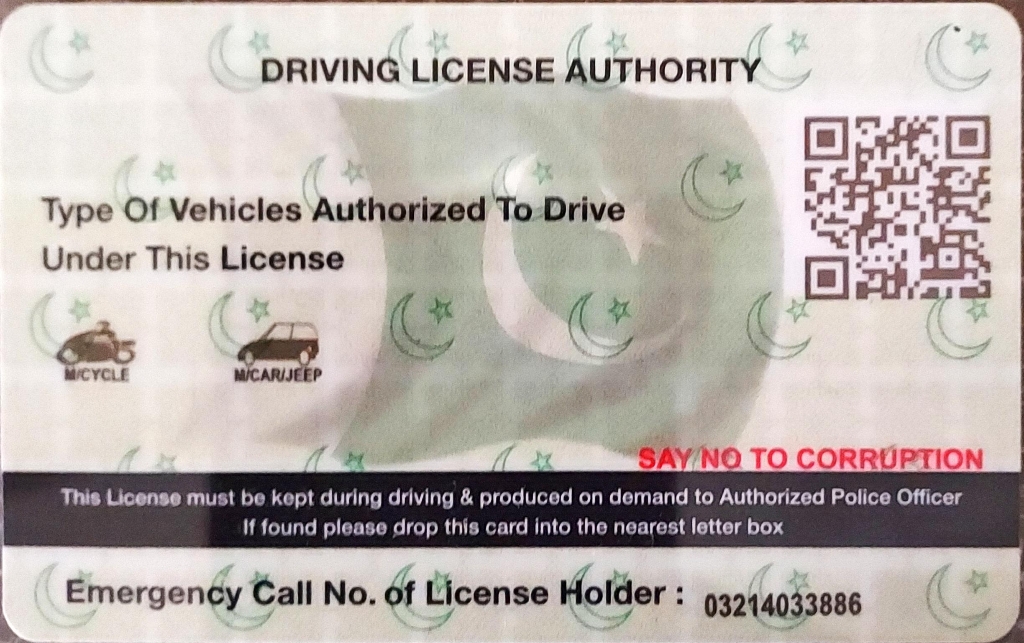 DRIVING LICENSE AUTHORITY
Type Of Vehicles Authorized To Drive
Under This License
M/CYCLE
M/CAR/JEEP
SAY NO TO CORRUPTION
This License must be kept during driving & produced on demand to Authorized Police Officer
If found please drop this card into the nearest letter box
Emergency Call No. of License Holder : 03214033886